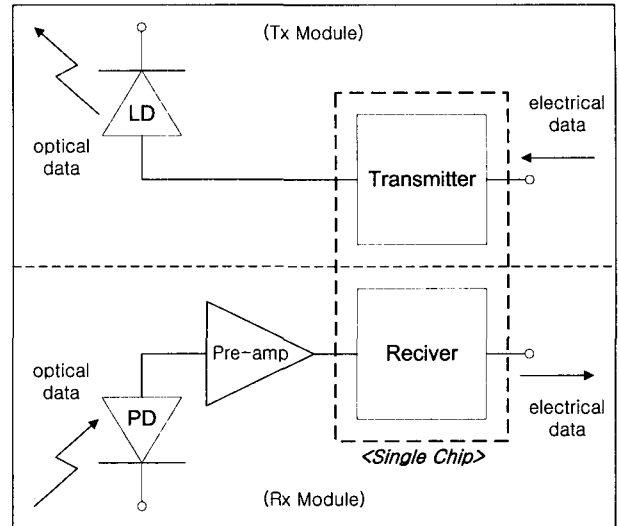 (Tx Module)
LD
optical
data
electrical
data
Transmitter
Pre-amp
Reciver
optical
data
PD
electrical
data
<Single Chip>
(Rx Module)